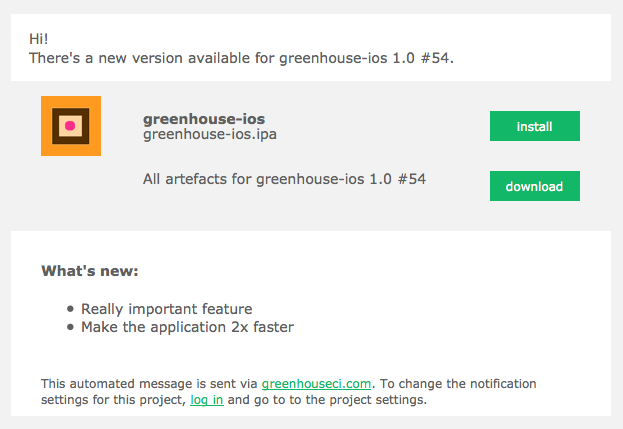 Hi!
There's a new version available for greenhouse-ios 1.0 #54.
greenhouse-ios
greenhouse-ios.ipa
install
All artefacts for greenhouse-ios 1.0 #54
download
What's new:
• Really important feature
• Make the application 2x faster
This automated message is sent via greenhouseci.com. To change the notification
settings for this project, log in and go to to the project settings.